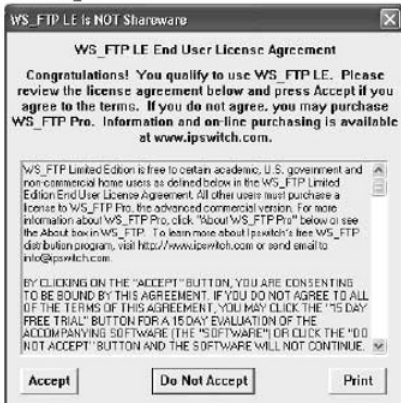 WS_FTP LE Is NOT Shareware
WS_FTP LE End User License Agreement
Congratulations! You qualify to use WS_FTP LE. Please
review the license agreement below and press Accept if you
agree to the terms. If you do not agree, you may purchase
WS_FTP Pro. Information and on-line purchasing is available
at www.ipswitch.com.
WS_FTP Limited Edition is free to certain academic, U.S. government and
non-commercial home users as defined below in the WS_FTP Limited
Edition End User License Agreement. All other users must purchase a
license to WS_FTP Pro, the advanced commercial version. For more
information about WS_FTP Pro, click "About WS_FTP Pro" below or see
the About box in WS_FTP. To learn more about Ipswitch's free WS_FTP
distribution program, visit http://www.ipswitch.com or send email to
info@ipswitch.com.
BY CLICKING ON THE "ACCEPT" BUTTON, YOU ARE CONSENTING
TO BE BOUND BY THIS AGREEMENT. IF YOU DO NOT AGREE TO ALL
OF THE TERMS OF THIS AGREEMENT, YOU MAY CLICK THE "15 DAY
FREE TRIAL" BUTTON FOR A 15 DAY EVALUATION OF THE
ACCOMPANYING SOFTWARE (THE "SOFTWARE") OR CLICK THE "DO
NOT ACCEPT" BUTTON AND THE SOFTWARE WILL NOT CONTINUE.
Accept Do Not Accept Print